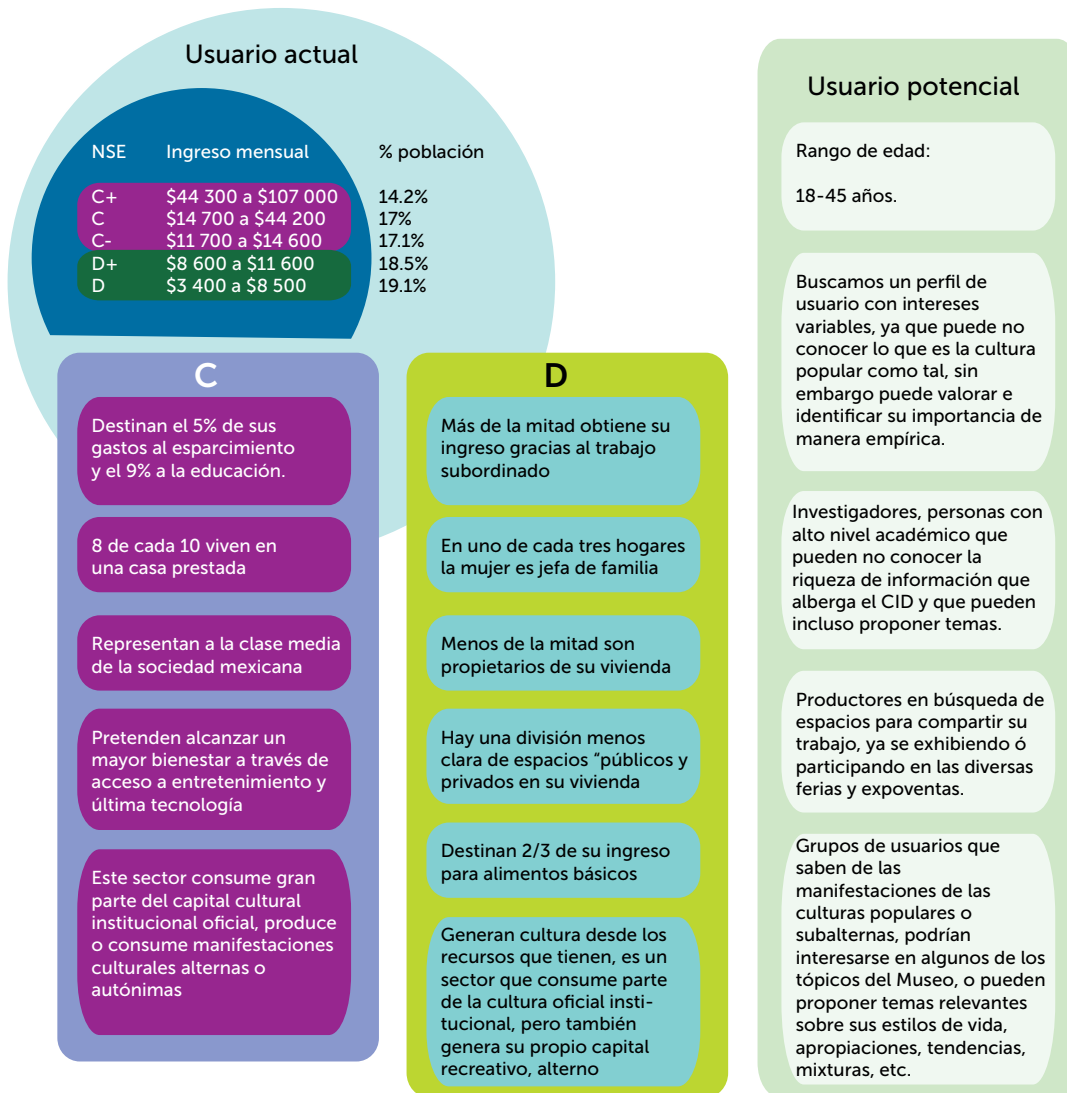 Usuario actual
NSE Ingreso mensual % población
C+ $44 300 a $107 000 14.2%
C $14 700 a $44 200 17%
C- $11 700 a $14 600 17.1%
D+ $8 600 a $11 600 18.5%
D $3 400 a $8 500 19.1%
C
Destinan el 5% de sus
gastos al esparcimiento
y el 9% a la educación.
8 de cada 10 viven en
una casa prestada
Representan a la clase media
de la sociedad mexicana
Pretenden alcanzar un
mayor bienestar a través de
acceso a entretenimiento y
última tecnología
Este sector consume gran
parte del capital cultural
institucional oficial, produce
o consume manifestaciones
culturales alternas o
autónimas
D
Más de la mitad obtiene su
ingreso gracias al trabajo
subordinado
En uno de cada tres hogares
la mujer es jefa de familia
Menos de la mitad son
propietarios de su vivienda
Hay una división menos
clara de espacios “públicos y
privados en su vivienda
Destinan 2/3 de su ingreso
para alimentos básicos
Generan cultura desde los
recursos que tienen, es un
sector que consume parte
de la cultura oficial insti-
tucional, pero también
genera su propio capital
recreativo, alterno
Usuario potencial
Rango de edad:
18-45 años.
Buscamos un perfil de
usuario con intereses
variables, ya que puede no
conocer lo que es la cultura
popular como tal, sin
embargo puede valorar e
identificar su importancia de
manera empírica.
Investigadores, personas con
alto nivel académico que
pueden no conocer la
riqueza de información que
alberga el CID y que pueden
incluso proponer temas.
Productores en búsqueda de
espacios para compartir su
trabajo, ya se exhibiendo ó
participando en las diversas
ferias y expoventas.
Grupos de usuarios que
saben de las
manifestaciones de las
culturas populares o
subalternas, podrían
interesarse en algunos de los
tópicos del Museo, o pueden
proponer temas relevantes
sobre sus estilos de vida,
apropiaciones, tendencias,
mixturas, etc.